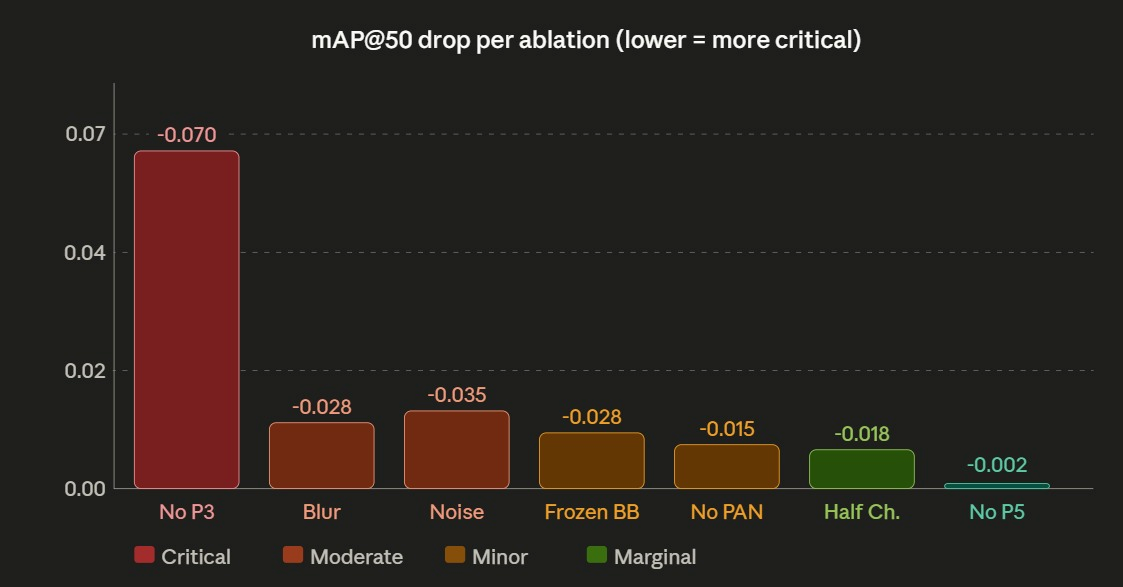 mAP@50 drop per ablation (lower = more critical)
0.07
0.04
0.02
0.00
-0.070
-0.028
-0.035
-0.028
-0.015
-0.018
-0.002
No P3
Blur
Noise
Frozen BB
No PAN
Half Ch.
No P5
Critical
Moderate
Minor
Marginal